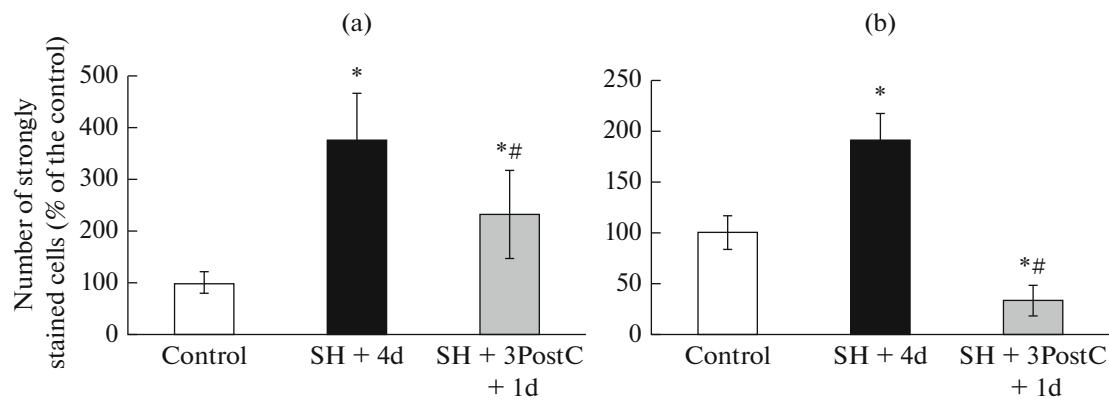 (a)
Number of strongly
stained cells (% of the control)
500
400
300
200
100
0
*
*#
Control
SH + 4d
SH + 3PostC
+ 1d
(b)
250
200
150
100
50
0
*
*#
Control
SH + 4d
SH + 3PostC
+ 1d